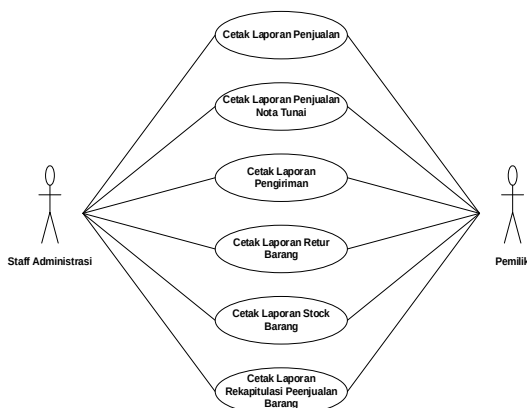 Cetak Laporan Penjualan
Cetak Laporan Penjualan
Nota Tunai
Cetak Laporan
Pengiriman
Cetak Laporan Retur
Barang
Cetak Laporan Stock
Barang
Cetak Laporan
Rekapitulasi Peenjualan
Barang
Staff Administrasi
Pemilik